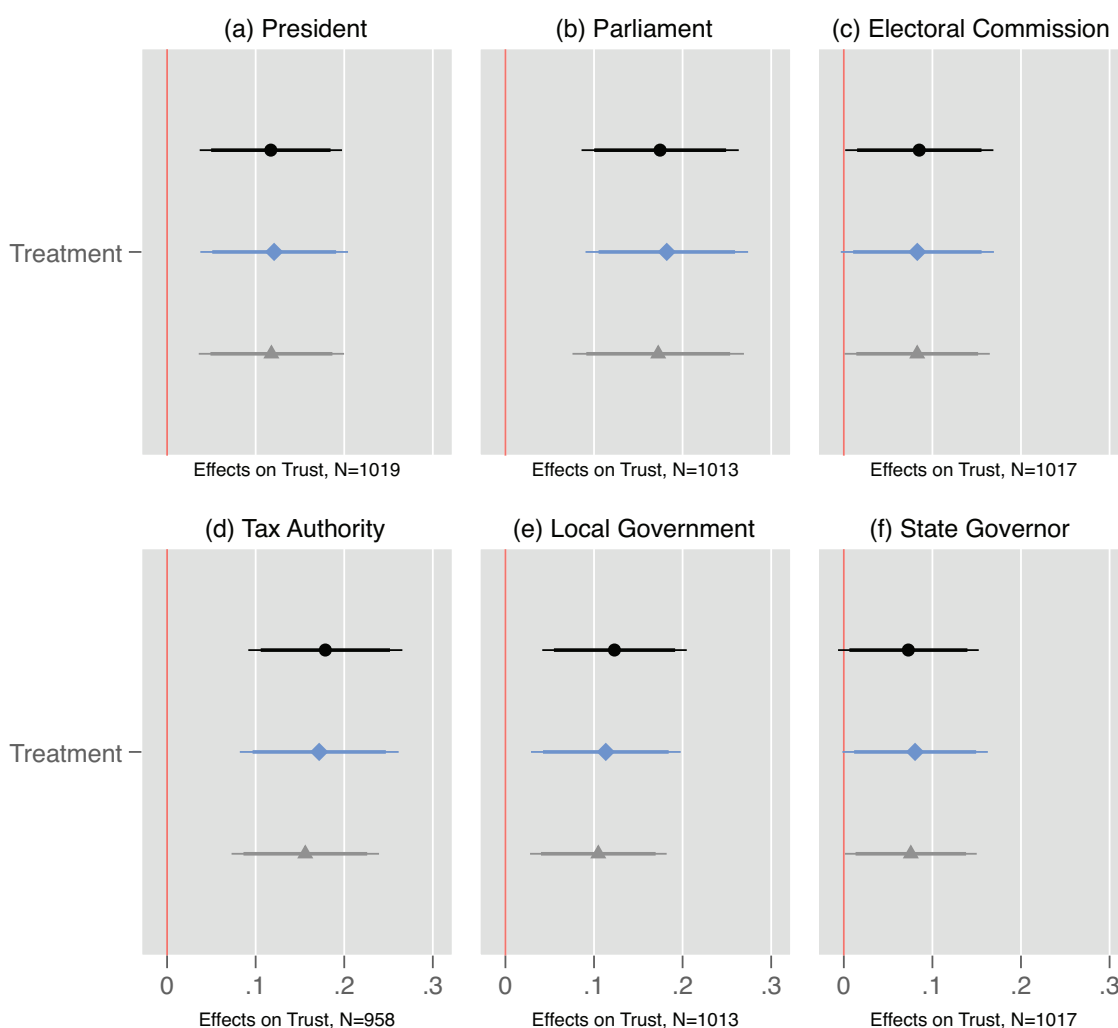 (a) President
(b) Parliament
(c) Electoral Commission
Treatment
Effects on Trust, N=1019
Effects on Trust, N=1013
Effects on Trust, N=1017
(d) Tax Authority
(e) Local Government
(f) State Governor
Treatment
0 .1 .2 .3
0 .1 .2 .3
0 .1 .2 .3
Effects on Trust, N=958
Effects on Trust, N=1013
Effects on Trust, N=1017